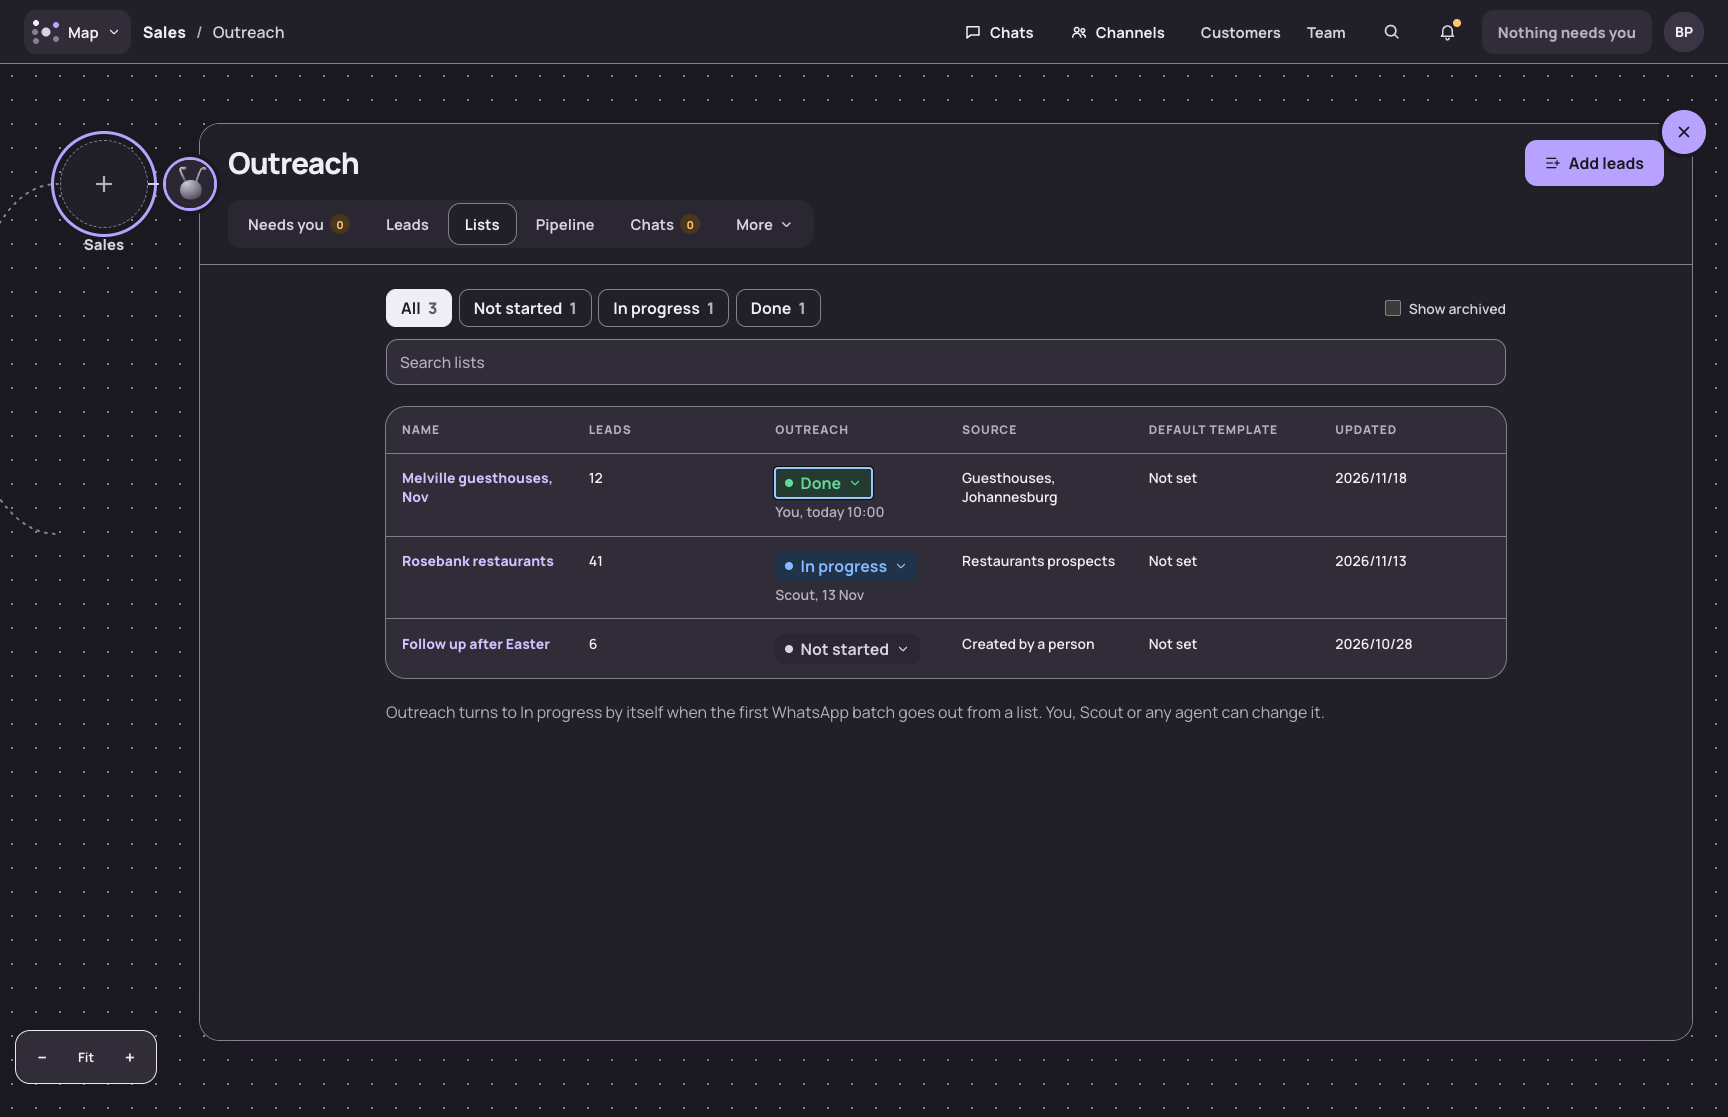 Map
Sales / Outreach
Chats
Channels
Customers
Team
Nothing needs you
BP
Sales
Outreach
Add leads
Needs you 0
Leads
Lists
Pipeline
Chats 0
More
All 3
Not started 1
In progress 1
Done 1
Show archived
Search lists
NAME LEADS OUTREACH SOURCE DEFAULT TEMPLATE UPDATED
Melville guesthouses, Nov
12
Done
You, today 10:00
Guesthouses, Johannesburg
Not set
2026/11/18
Rosebank restaurants
41
In progress
Scout, 13 Nov
Restaurants prospects
Not set
2026/11/13
Follow up after Easter
6
Not started
Created by a person
Not set
2026/10/28
Outreach turns to In progress by itself when the first WhatsApp batch goes out from a list. You, Scout or any agent can change it.
− Fit +